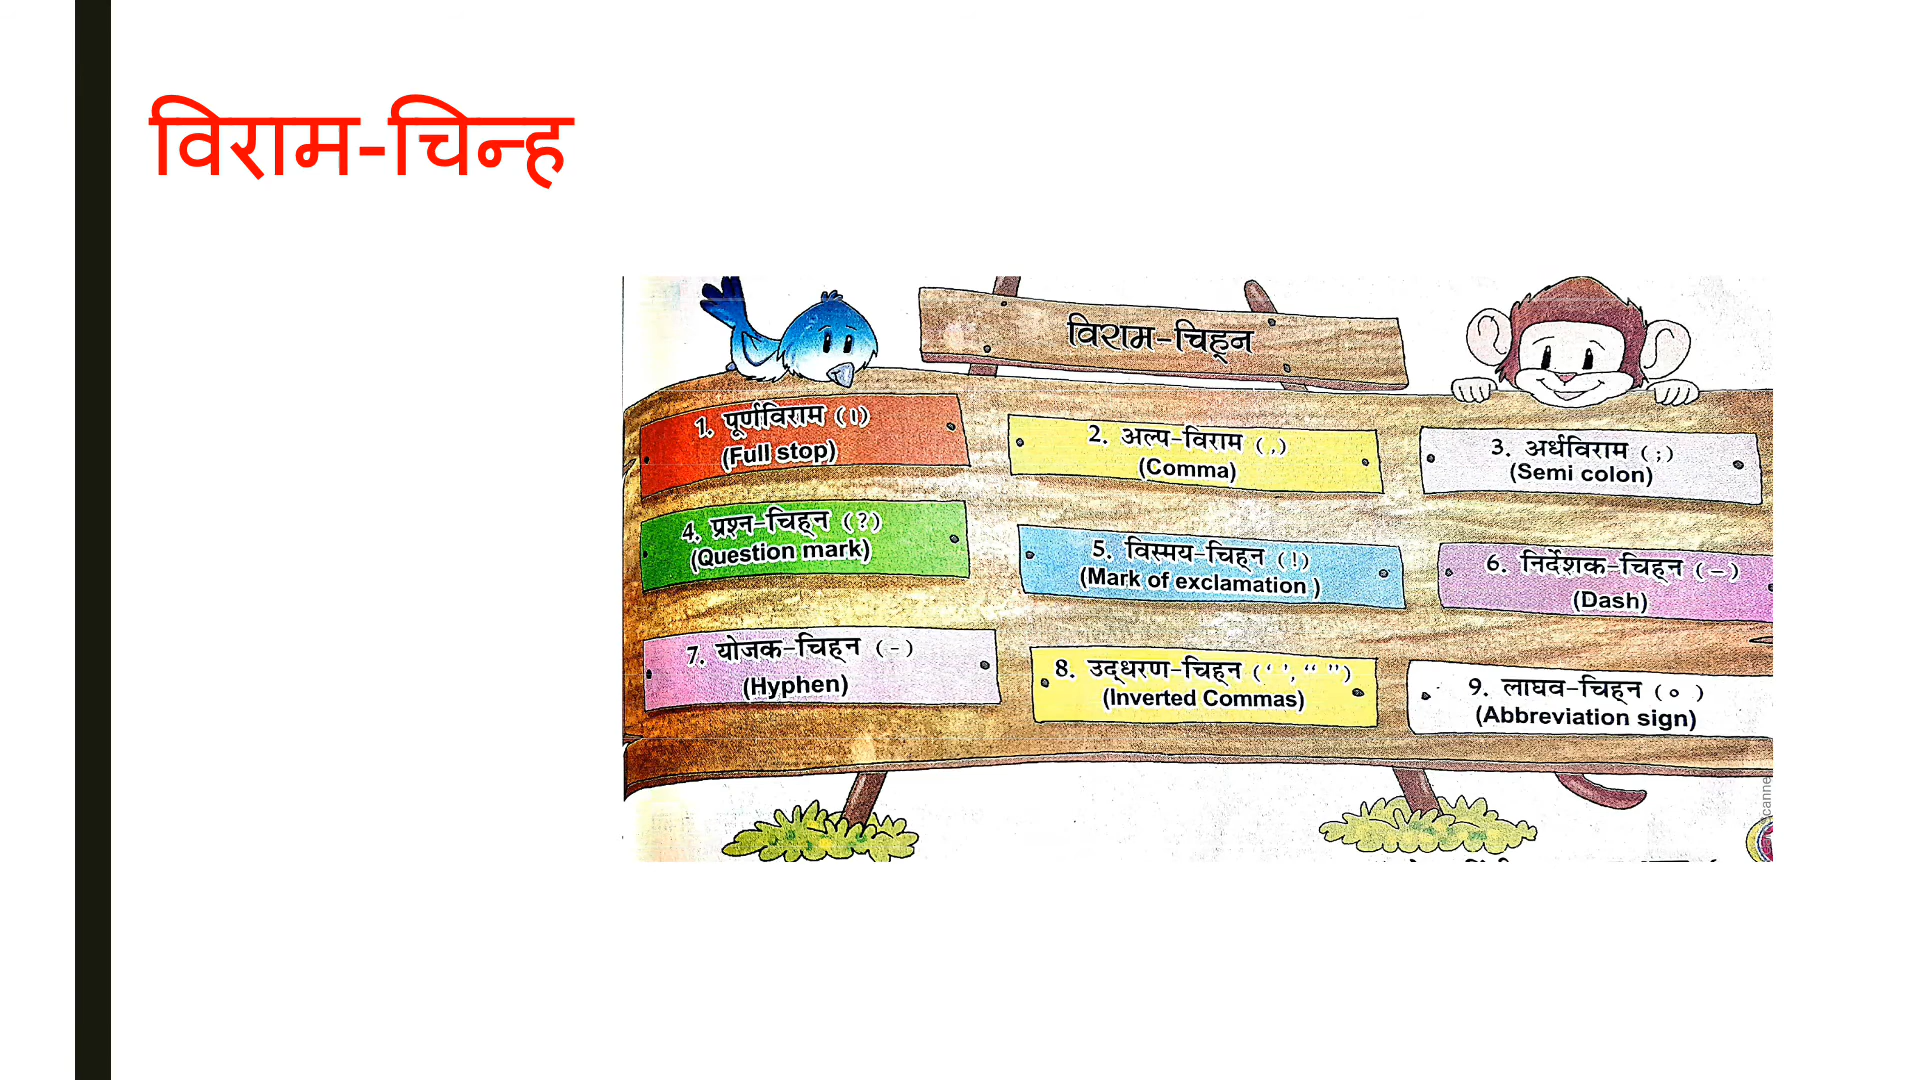 विराम-चिन्ह
विराम-चिह्न
1. पूर्णविराम (।)
(Full stop)
2. अल्प-विराम (,)
(Comma)
3. अर्धविराम (;)
(Semi colon)
4. प्रश्न-चिह्न (?)
(Question mark)
5. विस्मय-चिह्न (!)
(Mark of exclamation )
6. निर्देशक-चिह्न (—)
(Dash)
7. योजक-चिह्न (-)
(Hyphen)
8. उद्धरण-चिह्न (‘ ’, “ ”)
(Inverted Commas)
9. लाघव-चिह्न (० )
(Abbreviation sign)